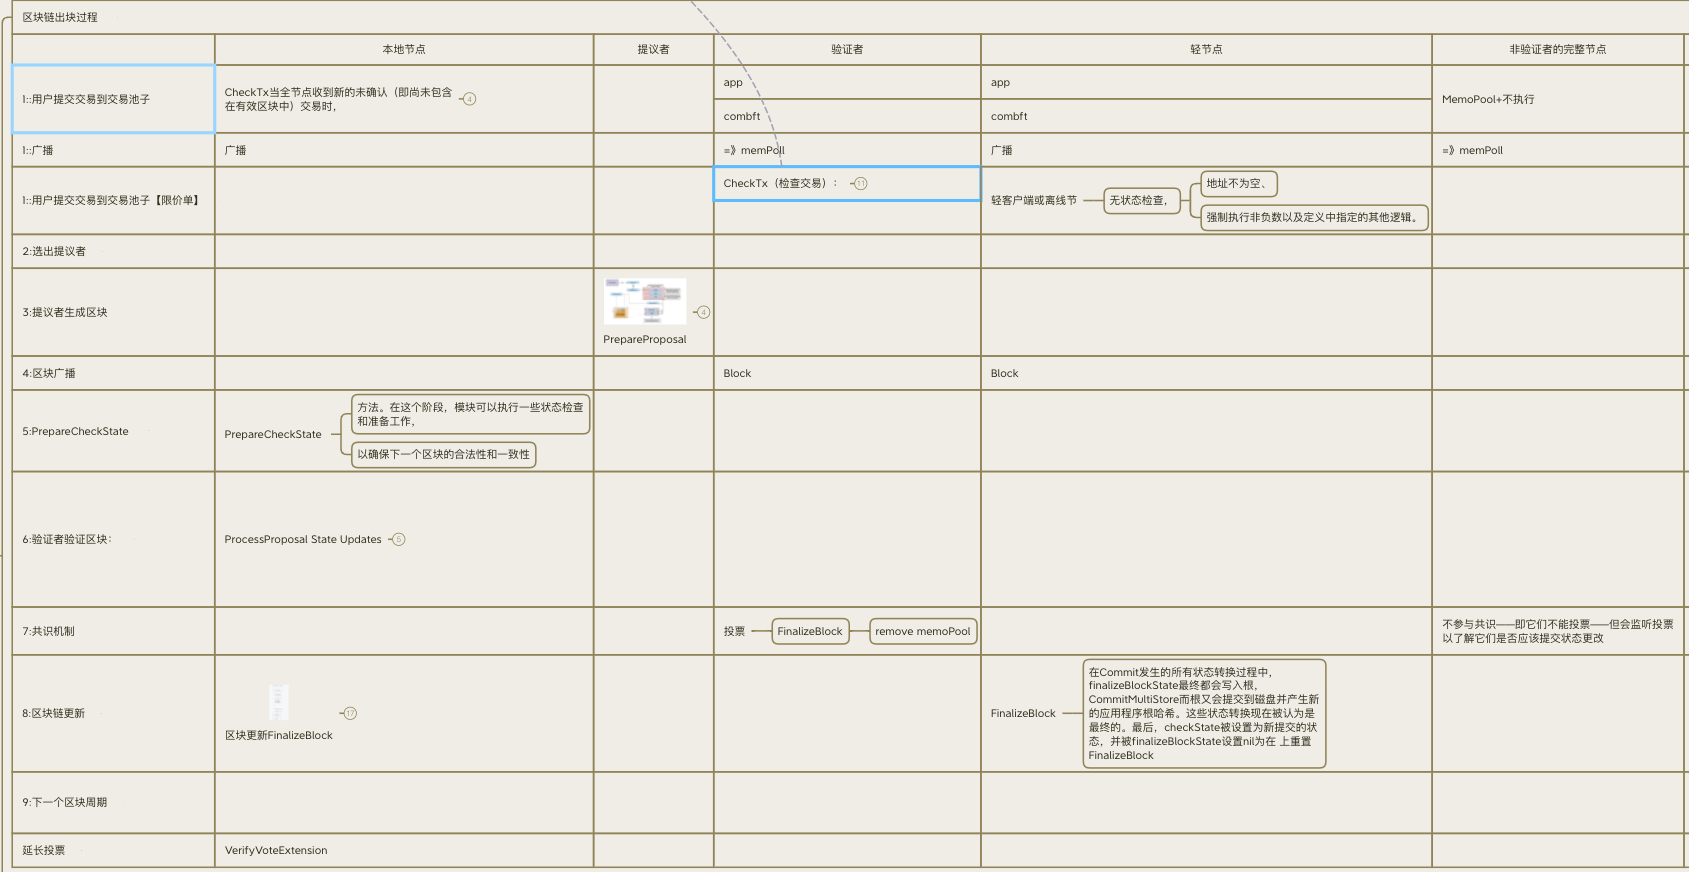 区块链出块过程
本地节点
提议者
验证者
轻节点
非验证者的完整节点
1::用户提交交易到交易池子
CheckTx当全节点收到新的未确认（即尚未包含
在有效区块中）交易时，
4
app
combft
app
combft
MemoPool+不执行
1::广播
广播
=》memPoll
广播
=》memPoll
1::用户提交交易到交易池子【限价单】
CheckTx（检查交易）：
11
轻客户端或离线节
无状态检查，
地址不为空、
强制执行非负数以及定义中指定的其他逻辑。
2:选出提议者
3:提议者生成区块
PrepareProposal
4
4:区块广播
Block
Block
5:PrepareCheckState
PrepareCheckState
方法。在这个阶段，模块可以执行一些状态检查
和准备工作，
以确保下一个区块的合法性和一致性
6:验证者验证区块：
ProcessProposal State Updates
5
7:共识机制
投票
FinalizeBlock
remove memoPool
不参与共识——即它们不能投票——但会监听投票
以了解它们是否应该提交状态更改
8:区块链更新
区块更新FinalizeBlock
17
FinalizeBlock
在Commit发生的所有状态转换过程中，
finalizeBlockState最终都会写入根，
CommitMultiStore而根又会提交到磁盘并产生新
的应用程序根哈希。这些状态转换现在被认为是
最终的。最后，checkState被设置为新提交的状
态，并被finalizeBlockState设置nil为在 上重置
FinalizeBlock
9:下一个区块周期
延长投票
VerifyVoteExtension